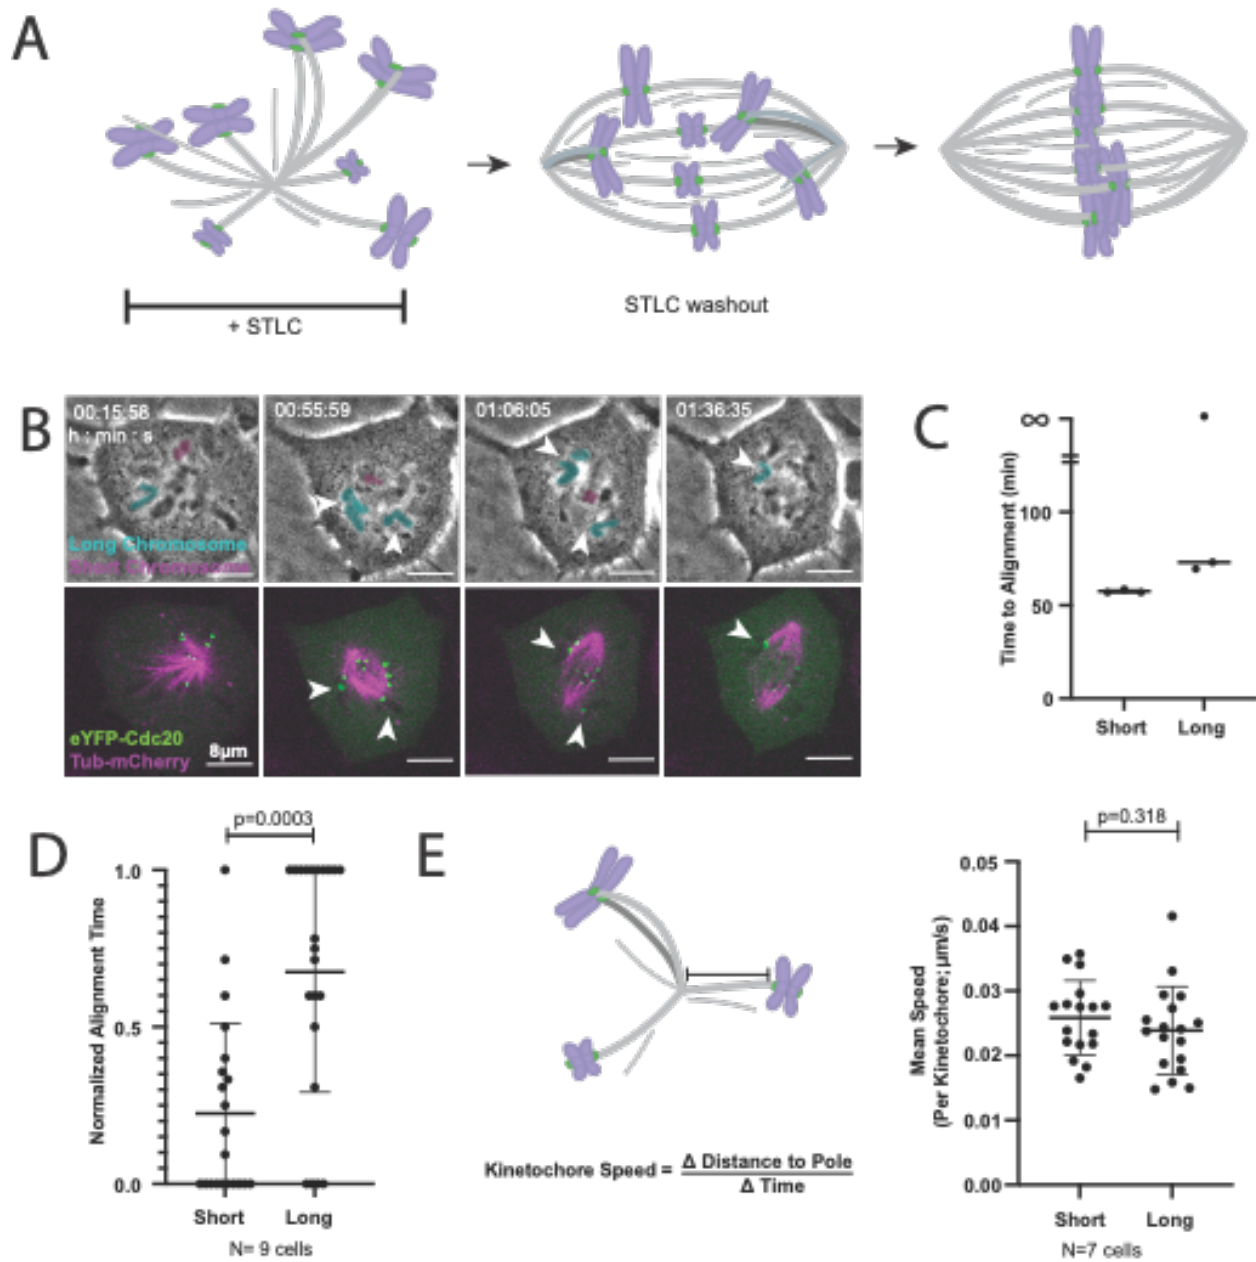 A
+ STLC
STLC washout
B
00:15:58
h : min : s
00:55:59
01:06:05
01:36:35
Long Chromosome
Short Chromosome
eYFP-Cdc20
Tub-mCherry
8μm
C
Time to Alignment (min)
∞
100
50
0
Short
Long
D
p=0.0003
Normalized Alignment Time
1.0
0.5
0.0
Short
Long
N= 9 cells
E
Kinetochore Speed = Δ Distance to Pole
Δ Time
p=0.318
Mean Speed
(Per Kinetochore; μm/s)
0.05
0.04
0.03
0.02
0.01
0.00
Short
Long
N=7 cells